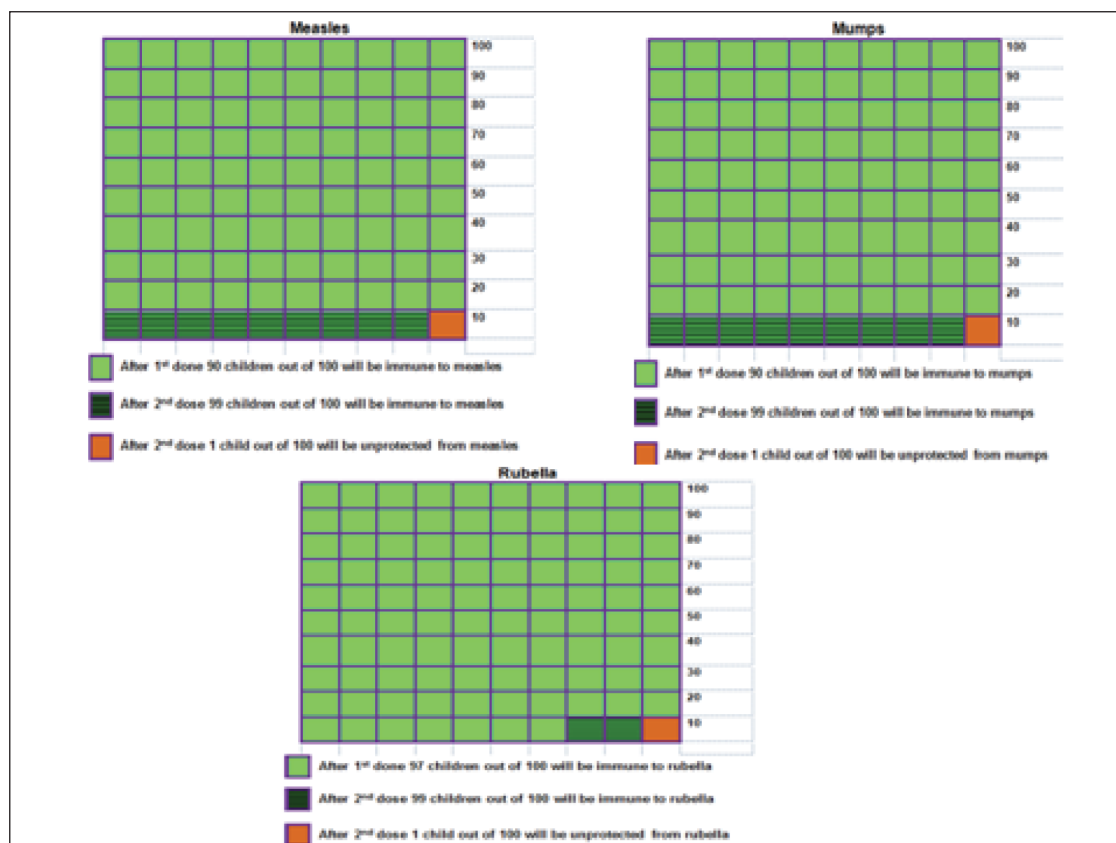 Measles
100
90
80
70
60
50
40
30
20
10
After 1st done 90 children out of 100 will be immune to measles
After 2nd dose 99 children out of 100 will be immune to measles
After 2nd dose 1 child out of 100 will be unprotected from measles
Mumps
100
90
80
70
60
50
40
30
20
10
After 1st done 90 children out of 100 will be immune to mumps
After 2nd dose 99 children out of 100 will be immune to mumps
After 2nd dose 1 child out of 100 will be unprotected from mumps
Rubella
100
90
80
70
60
50
40
30
20
10
After 1st done 97 children out of 100 will be immune to rubella
After 2nd dose 99 children out of 100 will be immune to rubella
After 2nd dose 1 child out of 100 will be unprotected from rubella